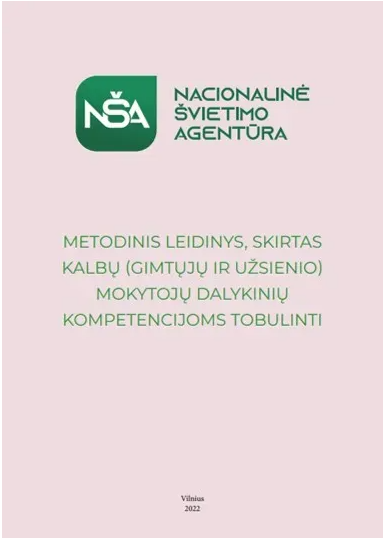 NŠA
NACIONALINĖ
ŠVIETIMO
AGENTŪRA
METODINIS LEIDINYS, SKIRTAS
KALBŲ (GIMTŲJŲ IR UŽSIENIO)
MOKYTOJŲ DALYKINIŲ
KOMPETENCIJOMS TOBULINTI
Vilnius
2022